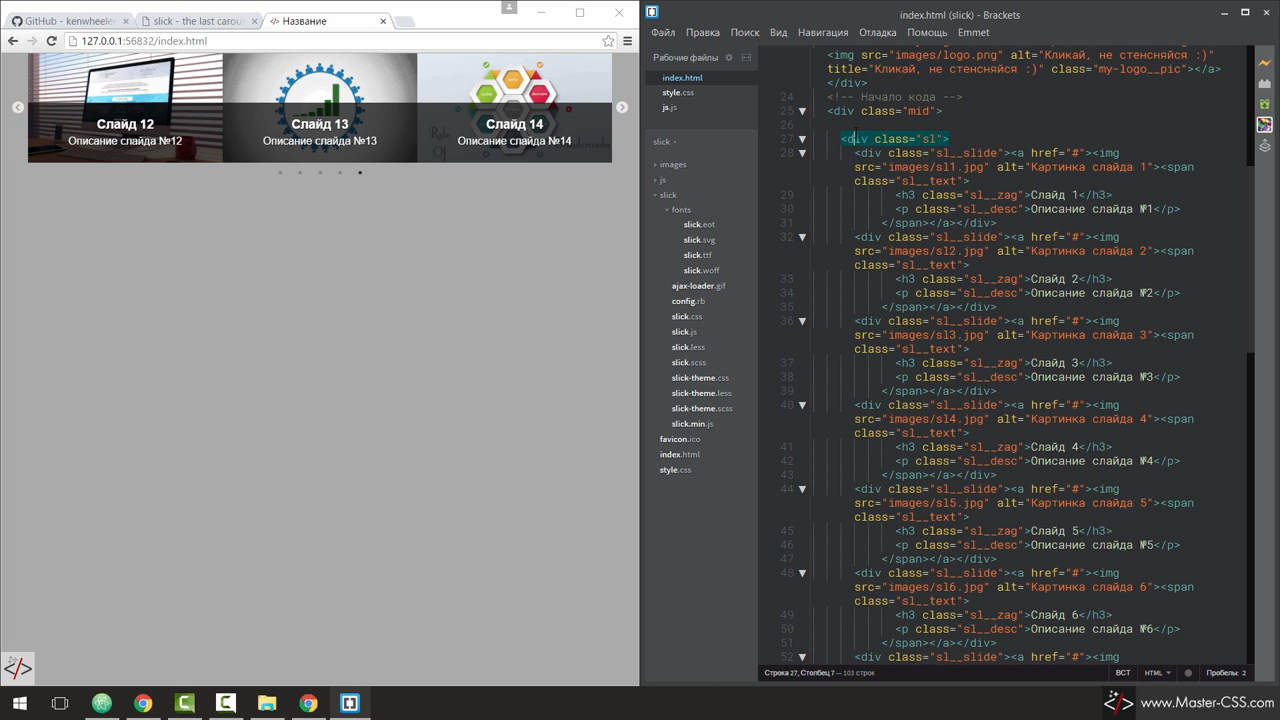 GitHub - kenwheeler
slick - the last carous
Название
127.0.0.1:56832/index.html
Слайд 12
Описание слайда №12
Слайд 13
Описание слайда №13
Слайд 14
Описание слайда №14
index.html (slick) - Brackets
Файл Правка Поиск Вид Навигация Отладка Помощь Emmet
Рабочие файлы
index.html
style.css
js.js
slick
images
js
slick
fonts
slick.eot
slick.svg
slick.ttf
slick.woff
ajax-loader.gif
config.rb
slick.css
slick.js
slick.less
slick.scss
slick-theme.css
slick-theme.less
slick-theme.scss
slick.min.js
favicon.ico
index.html
style.css
<img src="images/logo.png" alt="Кликай, не стенсняйся :)"
title="Кликай, не стенсняйся :)" class="my-logo__pic"></a>
</div>
24 <!-- Начало кода -->
25 <div class="mid">
26
27 <div class="sl">
28 <div class="sl__slide"><a href="#"><img
src="images/sl1.jpg" alt="Картинка слайда 1"><span
class="sl__text">
29 <h3 class="sl__zag">Слайд 1</h3>
30 <p class="sl__desc">Описание слайда №1</p>
31 </span></a></div>
32 <div class="sl__slide"><a href="#"><img
src="images/sl2.jpg" alt="Картинка слайда 2"><span
class="sl__text">
33 <h3 class="sl__zag">Слайд 2</h3>
34 <p class="sl__desc">Описание слайда №2</p>
35 </span></a></div>
36 <div class="sl__slide"><a href="#"><img
src="images/sl3.jpg" alt="Картинка слайда 3"><span
class="sl__text">
37 <h3 class="sl__zag">Слайд 3</h3>
38 <p class="sl__desc">Описание слайда №3</p>
39 </span></a></div>
40 <div class="sl__slide"><a href="#"><img
src="images/sl4.jpg" alt="Картинка слайда 4"><span
class="sl__text">
41 <h3 class="sl__zag">Слайд 4</h3>
42 <p class="sl__desc">Описание слайда №4</p>
43 </span></a></div>
44 <div class="sl__slide"><a href="#"><img
src="images/sl5.jpg" alt="Картинка слайда 5"><span
class="sl__text">
45 <h3 class="sl__zag">Слайд 5</h3>
46 <p class="sl__desc">Описание слайда №5</p>
47 </span></a></div>
48 <div class="sl__slide"><a href="#"><img
src="images/sl6.jpg" alt="Картинка слайда 6"><span
class="sl__text">
49 <h3 class="sl__zag">Слайд 6</h3>
50 <p class="sl__desc">Описание слайда №6</p>
51 </span></a></div>
52 <div class="sl__slide"><a href="#"><img
Строка 27, Столбец 7 — 103 строк
ВСТ HTML Пробелы: 2
www.Master-CSS.com